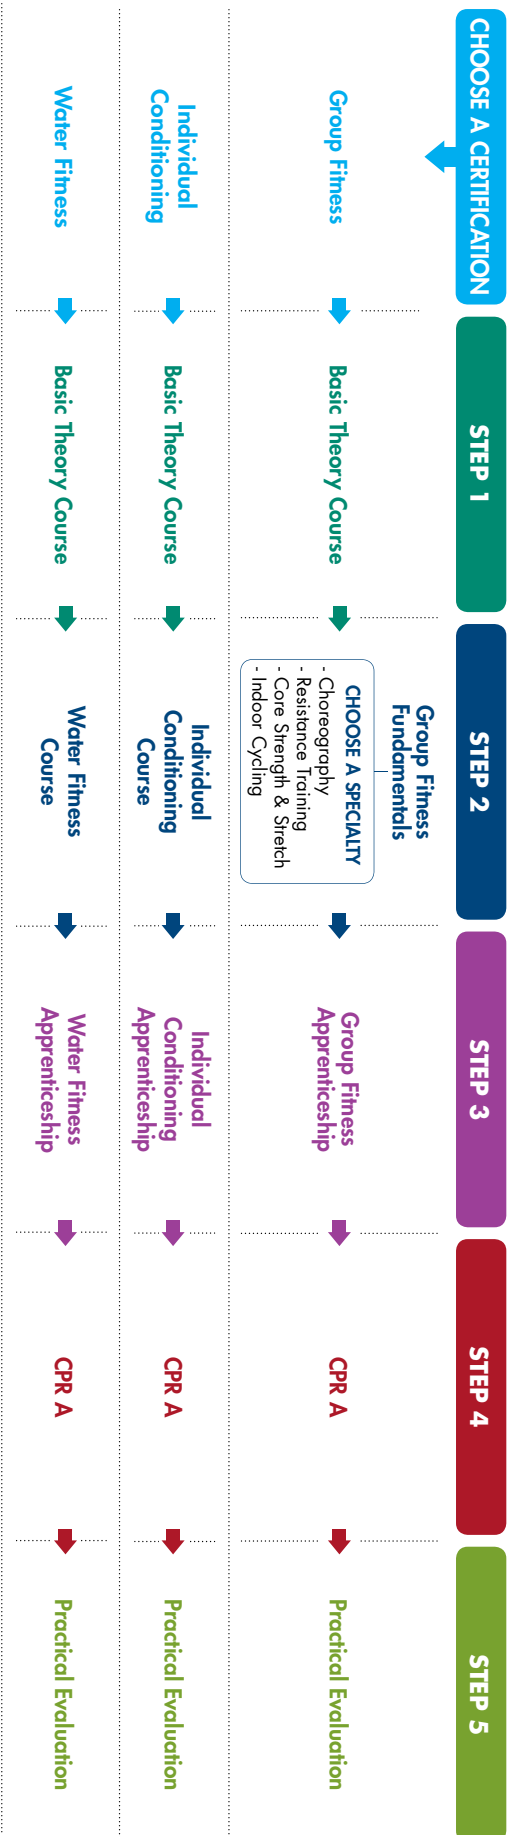 CHOOSE A CERTIFICATION
STEP 1
STEP 2
STEP 3
STEP 4
STEP 5
Group Fitness
Basic Theory Course
Group Fitness
Fundamentals
CHOOSE A SPECIALTY
- Choreography
- Resistance Training
- Core Strength & Stretch
- Indoor Cycling
Group Fitness
Apprenticeship
CPR A
Practical Evaluation
Individual
Conditioning
Basic Theory Course
Individual
Conditioning
Course
Individual
Conditioning
Apprenticeship
CPR A
Practical Evaluation
Water Fitness
Basic Theory Course
Water Fitness
Course
Water Fitness
Apprenticeship
CPR A
Practical Evaluation